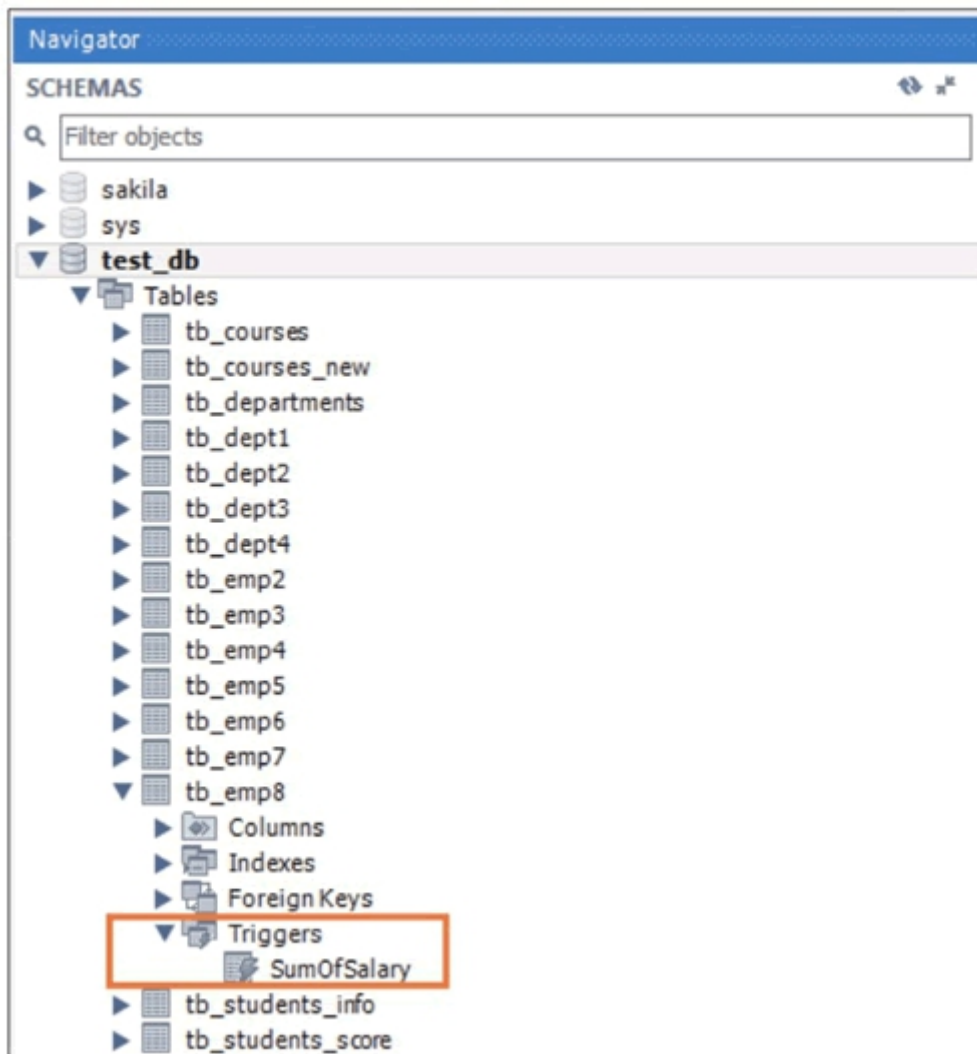 Navigator
SCHEMAS
Filter objects
sakila
sys
test_db
Tables
tb_courses
tb_courses_new
tb_departments
tb_dept1
tb_dept2
tb_dept3
tb_dept4
tb_emp2
tb_emp3
tb_emp4
tb_emp5
tb_emp6
tb_emp7
tb_emp8
Columns
Indexes
Foreign Keys
Triggers
SumOfSalary
tb_students_info
tb_students_score